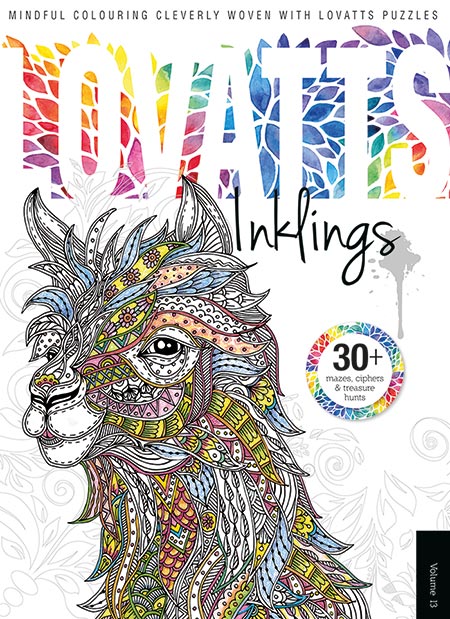 MINDFUL COLOURING CLEVERLY WOVEN WITH LOVATTS PUZZLES
LOVATTS
Inklings
30+
mazes, ciphers
& treasure
hunts
Volume 13